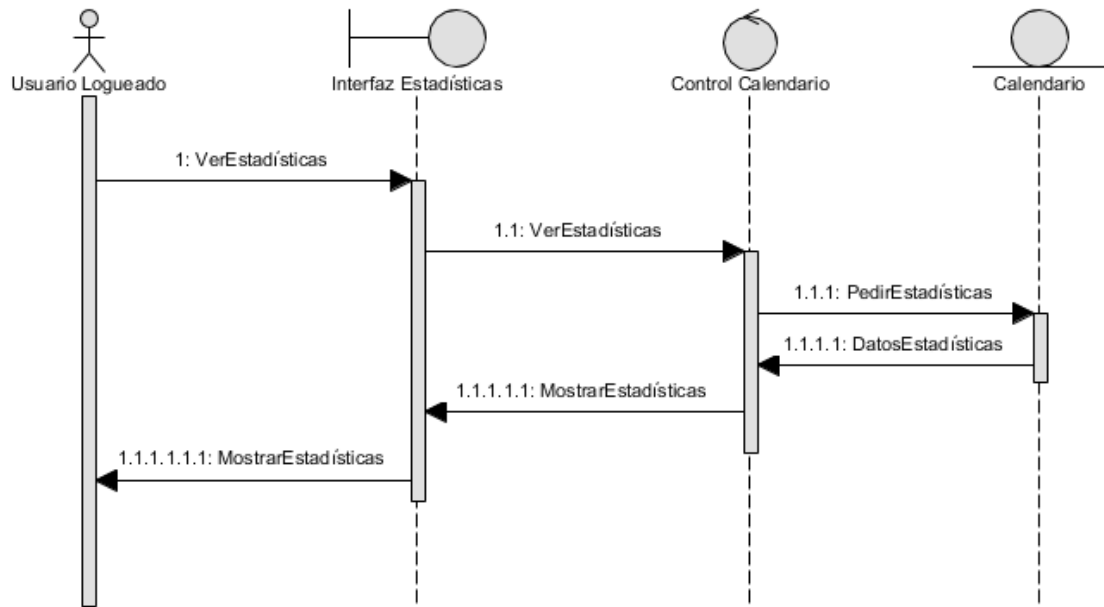 Usuario Logueado
Interfaz Estadísticas
Control Calendario
Calendario
1: VerEstadísticas
1.1: VerEstadísticas
1.1.1: PedirEstadísticas
1.1.1.1: DatosEstadísticas
1.1.1.1.1: MostrarEstadísticas
1.1.1.1.1.1: MostrarEstadísticas